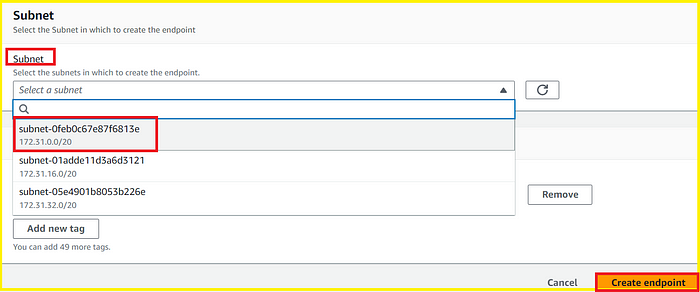 Subnet
Select the Subnet in which to create the endpoint
Subnet
Select the subnets in which to create the endpoint.
Select a subnet
subnet-0feb0c67e87f6813e
172.31.0.0/20
subnet-01adde11d3a6d3121
172.31.16.0/20
subnet-05e4901b8053b226e
172.31.32.0/20
Remove
Add new tag
You can add 49 more tags.
Cancel
Create endpoint